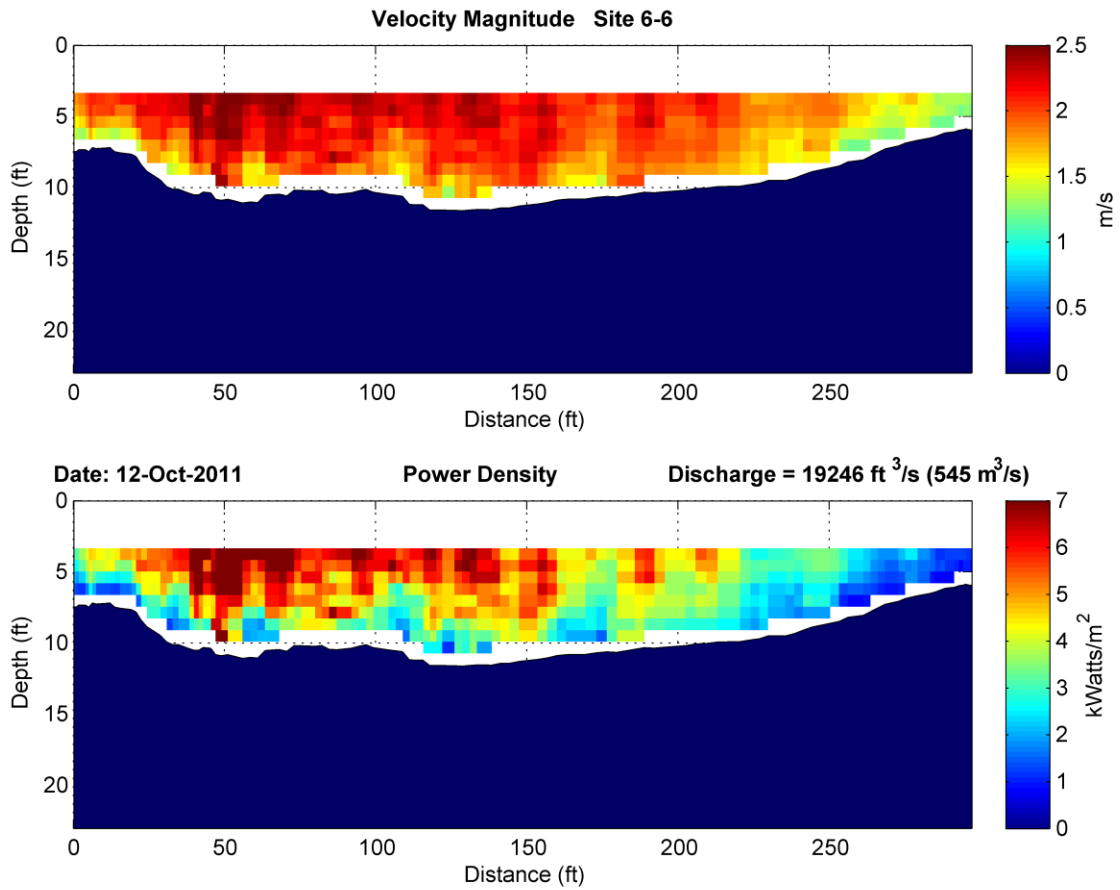 Velocity Magnitude   Site 6-6
0
5
10
15
20
Depth (ft)
0 50 100 150 200 250
Distance (ft)
2.5
2
1.5
1
0.5
0
m/s
Date: 12-Oct-2011 Power Density Discharge = 19246 ft ³/s (545 m³/s)
0
5
10
15
20
Depth (ft)
0 50 100 150 200 250
Distance (ft)
7
6
5
4
3
2
1
0
kWatts/m²